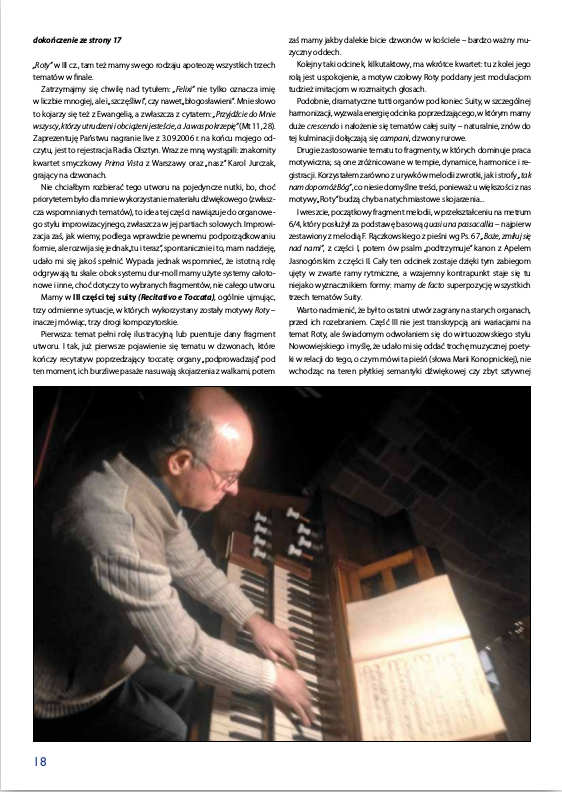 dokończenie ze strony 17
„Roty” w III cz., tam też mamy swego rodzaju apoteozę wszystkich trzech
tematów w finale.
Zatrzymajmy się chwilę nad tytułem: „Felix” nie tylko oznacza imię
w liczbie mnogiej, ale i „szczęśliwi”, czy nawet „błogosławieni”. Mnie słowo
to kojarzy się też z Ewangelią, a zwłaszcza z cytatem: „Przyjdźcie do Mnie
wszyscy, którzy utrudzeni i obciążeni jesteście, a Ja was pokrzepię” (Mt 11, 28).
Zaprezentuję Państwu nagranie live z 3.09.2006 r. na końcu mojego od-
czytu, jest to rejestracja Radia Olsztyn. Wraz ze mną wystąpili: znakomity
kwartet smyczkowy Prima Vista z Warszawy oraz „nasz” Karol Jurczak,
grający na dzwonach.
Nie chciałbym rozbierać tego utworu na pojedyncze nutki, bo, choć
priorytetem było dla mnie wykorzystanie materiału dźwiękowego (zwłasz-
cza wspomnianych tematów), to idea tej części nawiązuje do organowe-
go stylu improwizacyjnego, zwłaszcza w jej partiach solowych. Improwi-
zacja zaś, jak wiemy, podlega wprawdzie pewnemu podporządkowaniu
formie, ale rozwija się jednak „tu i teraz”, spontanicznie i to, mam nadzieję,
udało mi się jakoś spełnić. Wypada jednak wspomnieć, że istotną rolę
odgrywają tu skale: obok systemu dur-moll mamy użyte systemy całoto-
nowe i inne, choć dotyczy to wybranych fragmentów, nie całego utworu.
Mamy w III części tej suity (Recitativo e Toccata), ogólnie ujmując,
trzy odmienne sytuacje, w których wykorzystany zostały motywy Roty –
inaczej mówiąc, trzy drogi kompozytorskie.
Pierwsza: temat pełni rolę ilustracyjną lub puentuje dany fragment
utworu. I tak, już pierwsze pojawienie się tematu w dzwonach, które
kończy recytatyw poprzedzający toccatę: organy „podprowadzają” pod
ten moment, ich burzliwe pasaże nasuwają skojarzenia z walkami, potem
zaś mamy jakby dalekie bicie dzwonów w kościele – bardzo ważny mu-
zyczny oddech.
Kolejny taki odcinek, kilkutaktowy, ma wkrótce kwartet: tu z kolei jego
rolą jest uspokojenie, a motyw czołowy Roty poddany jest modulacjom
tudzież imitacjom w rozmaitych głosach.
Podobnie, dramatyczne tutti organów pod koniec Suity, w szczególnej
harmonizacji, wyzwala energię odcinka poprzedzającego, w którym mamy
duże crescendo i nałożenie się tematów całej suity – naturalnie, znów do
tej kulminacji dołączają się campani, dzwony rurowe.
Drugie zastosowanie tematu to fragmenty, w których dominuje praca
motywiczna; są one zróżnicowane w tempie, dynamice, harmonice i re-
gistracji. Korzystałem zarówno z urywków melodii zwrotki, jak i strofy „tak
nam dopomóż Bóg”, co niesie domyślne treści, ponieważ u większości z nas
motywy „Roty” budzą chyba natychmiastowe skojarzenia...
I wreszcie, początkowy fragment melodii, w przekształceniu na metrum
6/4, który posłużył za podstawę basową quasi una passacallia – najpierw
zestawiony z melodią F. Rączkowskiego z pieśni wg Ps. 67 „Boże, zmiłuj się
nad nami”, z części I, potem ów psalm „podtrzymuje” kanon z Apelem
Jasnogórskim z części II. Cały ten odcinek zostaje dzięki tym zabiegom
ujęty w zwarte ramy rytmiczne, a wzajemny kontrapunkt staje się tu
niejako wyznacznikiem formy: mamy de facto superpozycję wszystkich
trzech tematów Suity.
Warto nadmienić, że był to ostatni utwór zagrany na starych organach,
przed ich rozebraniem. Część III nie jest transkrypcją ani wariacjami na
temat Roty, ale świadomym odwołaniem się do wirtuozowskiego stylu
Nowowiejskiego i myślę, że udało mi się oddać trochę muzycznej poety-
ki w relacji do tego, o czym mówi ta pieśń (słowa Marii Konopnickiej), nie
wchodząc na teren płytkiej semantyki dźwiękowej czy zbyt sztywnej
18